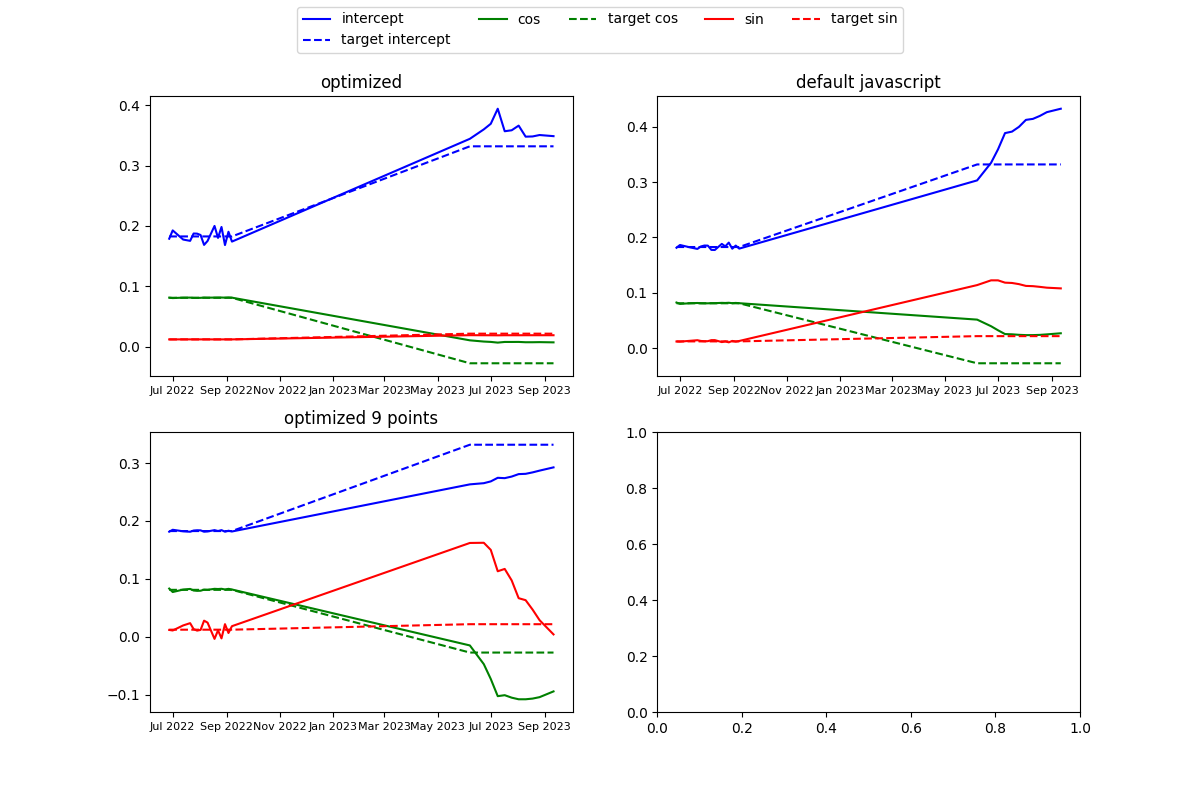 intercept cos target cos sin target sin
target intercept
optimized
0.4
0.3
0.2
0.1
0.0
Jul 2022 Sep 2022 Nov 2022 Jan 2023 Mar 2023 May 2023 Jul 2023 Sep 2023
default javascript
0.4
0.3
0.2
0.1
0.0
Jul 2022 Sep 2022 Nov 2022 Jan 2023 Mar 2023 May 2023 Jul 2023 Sep 2023
optimized 9 points
0.3
0.2
0.1
0.0
−0.1
Jul 2022 Sep 2022 Nov 2022 Jan 2023 Mar 2023 May 2023 Jul 2023 Sep 2023
1.0
0.8
0.6
0.4
0.2
0.0
0.0 0.2 0.4 0.6 0.8 1.0